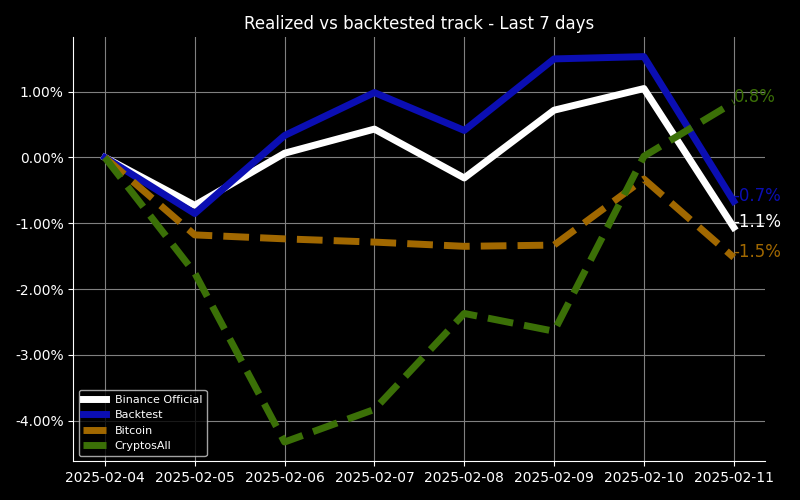 Realized vs backtested track - Last 7 days
1.00%
0.00%
-1.00%
-2.00%
-3.00%
-4.00%
0.8%
-0.7%
-1.1%
-1.5%
Binance Official
Backtest
Bitcoin
CryptosAll
2025-02-04 2025-02-05 2025-02-06 2025-02-07 2025-02-08 2025-02-09 2025-02-10 2025-02-11